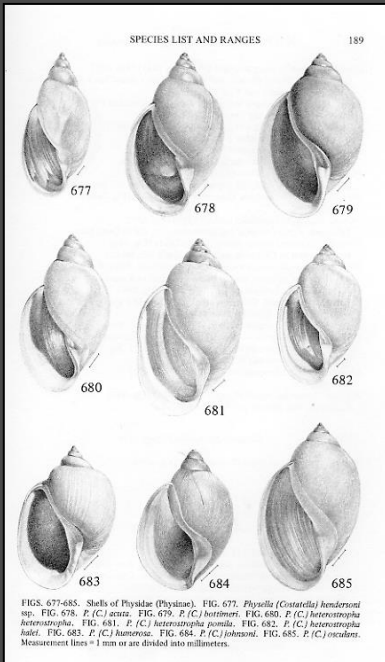 SPECIES LIST AND RANGES 189
677
678
679
680
681
682
683
684
685
FIGS. 677-685. Shells of Physidae (Physinae). FIG. 677. Physella (Costatella) hendersoni
ssp. FIG. 678. P. (C.) acuta. FIG. 679. P. (C.) bottimeri. FIG. 680. P. (C.) heterostropha
heterostropha. FIG. 681. P. (C.) heterostropha pomila. FIG. 682. P. (C.) heterostropha
halei. FIG. 683. P. (C.) humerosa. FIG. 684. P. (C.) johnsoni. FIG. 685. P. (C.) osculans.
Measurement lines = 1 mm or are divided into millimeters.